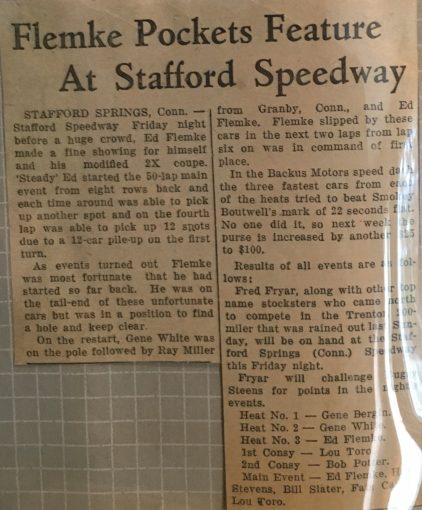 Flemke Pockets Feature
At Stafford Speedway
STAFFORD SPRINGS, Conn. —
Stafford Speedway Friday night
before a huge crowd, Ed Flemke
made a fine showing for himself
and his modified 2X coupe.
'Steady' Ed started the 50-lap main
event from eight rows back and
each time around was able to pick
up another spot and on the fourth
lap was able to pick up 12 spots
due to a 12-car pile-up on the first
turn.
As events turned out Flemke
was most fortunate that he had
started so far back. He was on
the tail-end of these unfortunate
cars but was in a position to find
a hole and keep clear.
On the restart, Gene White was
on the pole followed by Ray Miller
from Granby, Conn., and Ed
Flemke. Flemke slipped by these
cars in the next two laps from lap
six on was in command of first
place.
In the Backus Motors speed dash
the three fastest cars from each
of the heats tried to beat Smokey
Boutwell's mark of 22 seconds flat.
No one did it, so next week the
purse is increased by another $25
to $100.
Results of all events are as fol-
lows:
Fred Fryar, along with other top
name stocksters who came north
to compete in the Trenton 200-
miler that was rained out last Sun-
day, will be on hand at the Staf-
ford Springs (Conn.) Speedway
this Friday night.
Fryar will challenge
Steens for points in the night's
events.
Heat No. 1 — Gene Bergin.
Heat No. 2 — Gene White.
Heat No. 3 — Ed Flemke.
1st Consy — Lou Toro.
2nd Consy — Bob Potter.
Main Event — Ed Flemke,
Stevens, Bill Slater,
Lou Toro.